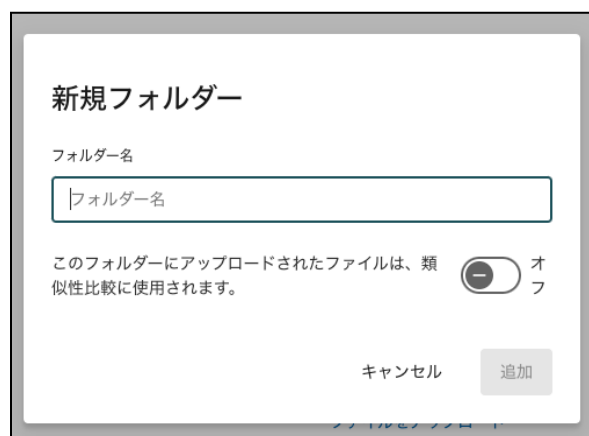 新規フォルダー
フォルダー名
フォルダー名
このフォルダーにアップロードされたファイルは、類
似性比較に使用されます。
オ
フ
キャンセル
追加